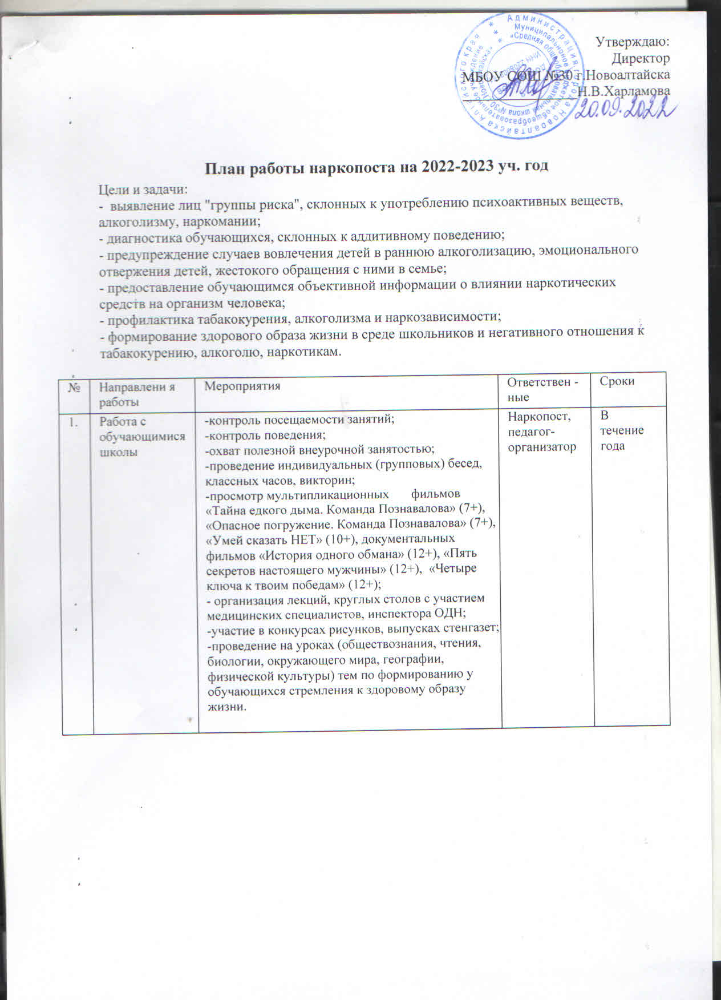 Утверждаю:
Директор
МБОУ СОШ №30 г.Новоалтайска
Н.В.Харламова
20.09.2022
План работы наркопоста на 2022-2023 уч. год
Цели и задачи:
- выявление лиц "группы риска", склонных к употреблению психоактивных веществ,
алкоголизму, наркомании;
- диагностика обучающихся, склонных к аддитивному поведению;
- предупреждение случаев вовлечения детей в раннюю алкоголизацию, эмоционального
отвержения детей, жестокого обращения с ними в семье;
- предоставление обучающимся объективной информации о влиянии наркотических
средств на организм человека;
- профилактика табакокурения, алкоголизма и наркозависимости;
- формирование здорового образа жизни в среде школьников и негативного отношения к
табакокурению, алкоголю, наркотикам.
№
Направлени я
работы
Мероприятия
Ответствен -
ные
Сроки
1.
Работа с
обучающимися
школы
-контроль посещаемости занятий;
-контроль поведения;
-охват полезной внеурочной занятостью;
-проведение индивидуальных (групповых) бесед,
классных часов, викторин;
-просмотр мультипликационных фильмов
«Тайна едкого дыма. Команда Познавалова» (7+),
«Опасное погружение. Команда Познавалова» (7+),
«Умей сказать НЕТ» (10+), документальных
фильмов «История одного обмана» (12+), «Пять
секретов настоящего мужчины» (12+), «Четыре
ключа к твоим победам» (12+);
- организация лекций, круглых столов с участием
медицинских специалистов, инспектора ОДН;
-участие в конкурсах рисунков, выпусках стенгазет;
-проведение на уроках (обществознания, чтения,
биологии, окружающего мира, географии,
физической культуры) тем по формированию у
обучающихся стремления к здоровому образу
жизни.
Наркопост,
педагог-
организатор
В
течение
года